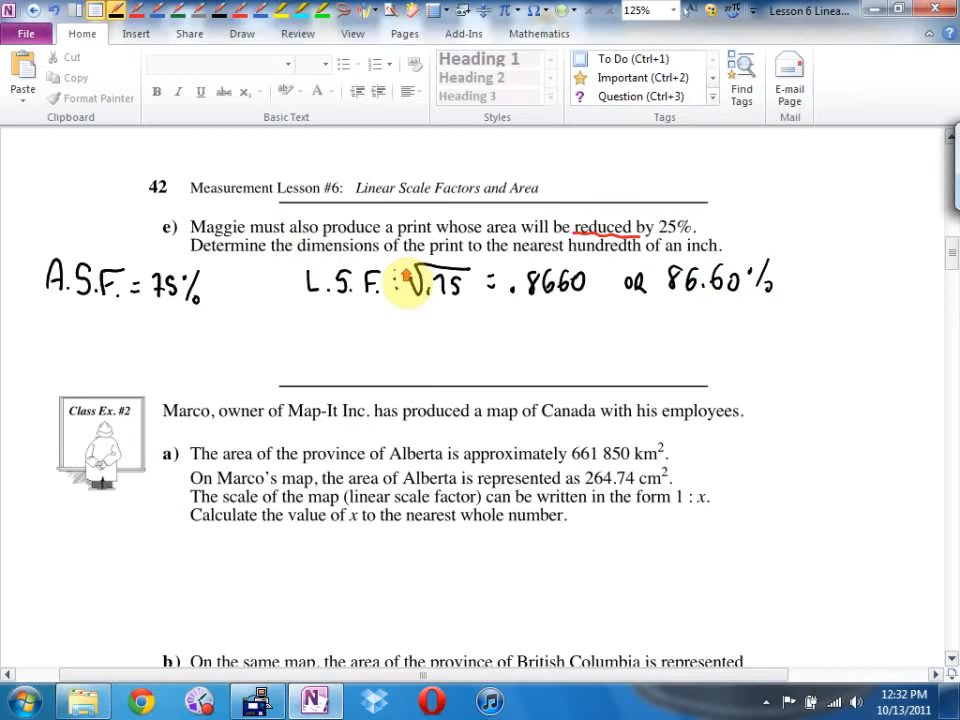 125%
Lesson 6 Linea...
File Home Insert Share Draw Review View Pages Add-Ins Mathematics
Paste
Cut
Copy
Format Painter
Clipboard
B I U abc X₂ A
Basic Text
Heading 1
Heading 2
Heading 3
Styles
To Do (Ctrl+1)
Important (Ctrl+2)
? Question (Ctrl+3)
Tags
Find Tags
E-mail Page
Mail
42 Measurement Lesson #6: Linear Scale Factors and Area
e) Maggie must also produce a print whose area will be reduced by 25%.
Determine the dimensions of the print to the nearest hundredth of an inch.
A.S.F. = 75% L.S.F. = √.75 = .8660 or 86.60%
Class Ex. #2
Marco, owner of Map-It Inc. has produced a map of Canada with his employees.
a) The area of the province of Alberta is approximately 661 850 km².
On Marco's map, the area of Alberta is represented as 264.74 cm².
The scale of the map (linear scale factor) can be written in the form 1 : x.
Calculate the value of x to the nearest whole number.
b) On the same map, the area of the province of British Columbia is represented
12:32 PM
10/13/2011